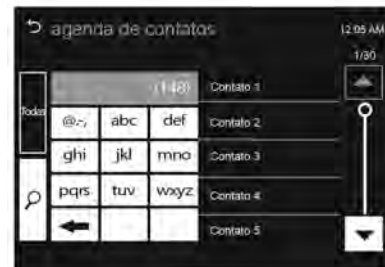 agenda de contatos
12:05 AM
1/30
Todos
(148)
@.-,
abc
def
ghi
jkl
mno
pqrs
tuv
wxyz
Contato 1
Contato 2
Contato 3
Contato 4
Contato 5